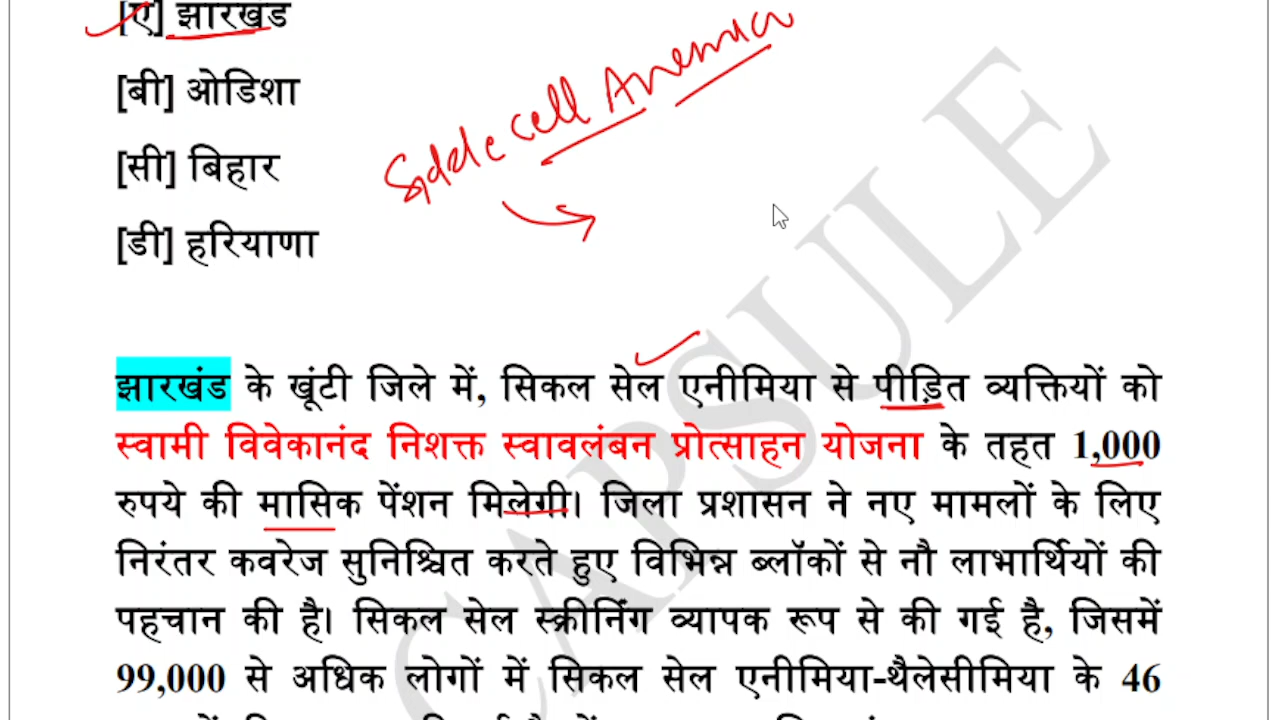 [ए] झारखंड
Sickle cell Anemia
[बी] ओडिशा
[सी] बिहार
[डी] हरियाणा
झारखंड के खूंटी जिले में, सिकल सेल एनीमिया से पीड़ित व्यक्तियों को
स्वामी विवेकानंद निशक्त स्वावलंबन प्रोत्साहन योजना के तहत 1,000
रुपये की मासिक पेंशन मिलेगी। जिला प्रशासन ने नए मामलों के लिए
निरंतर कवरेज सुनिश्चित करते हुए विभिन्न ब्लॉकों से नौ लाभार्थियों की
पहचान की है। सिकल सेल स्क्रीनिंग व्यापक रूप से की गई है, जिसमें
99,000 से अधिक लोगों में सिकल सेल एनीमिया-थैलेसीमिया के 46
CAPSULE